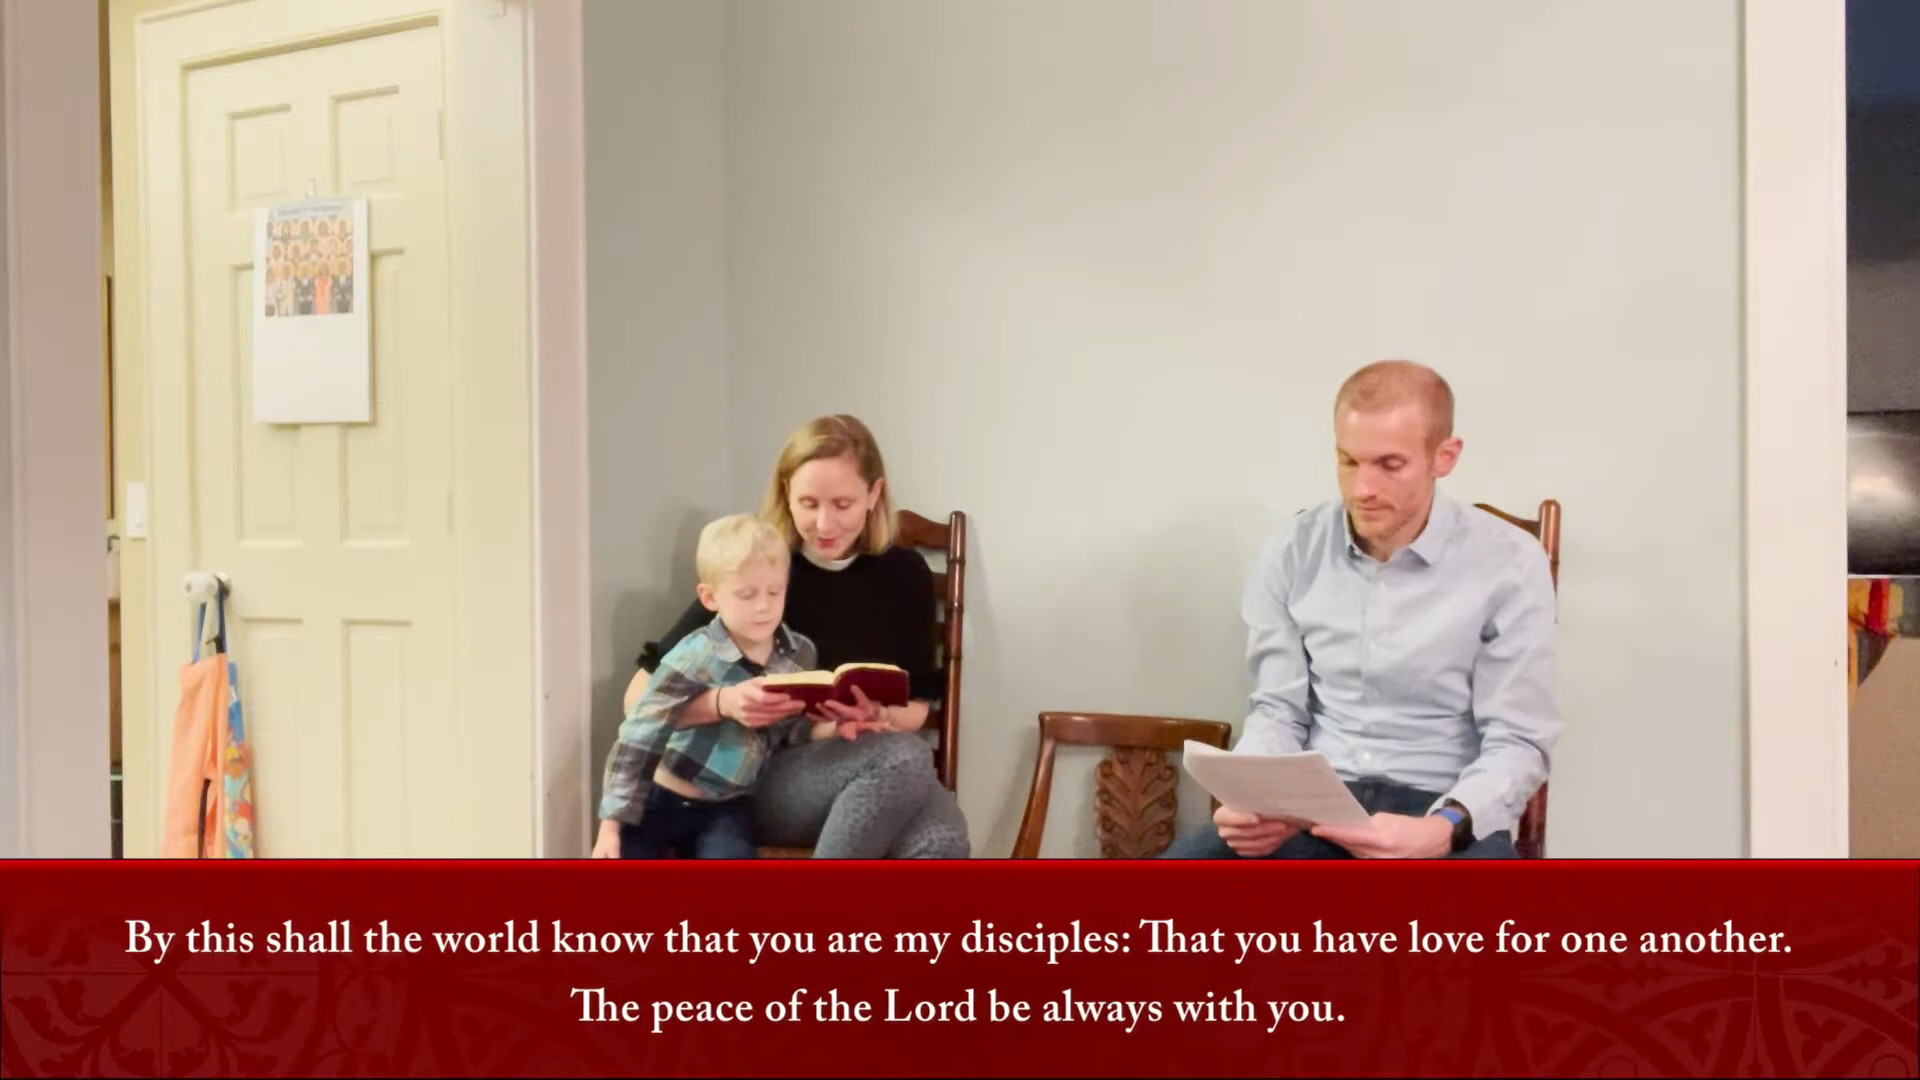 By this shall the world know that you are my disciples: That you have love for one another.
The peace of the Lord be always with you.